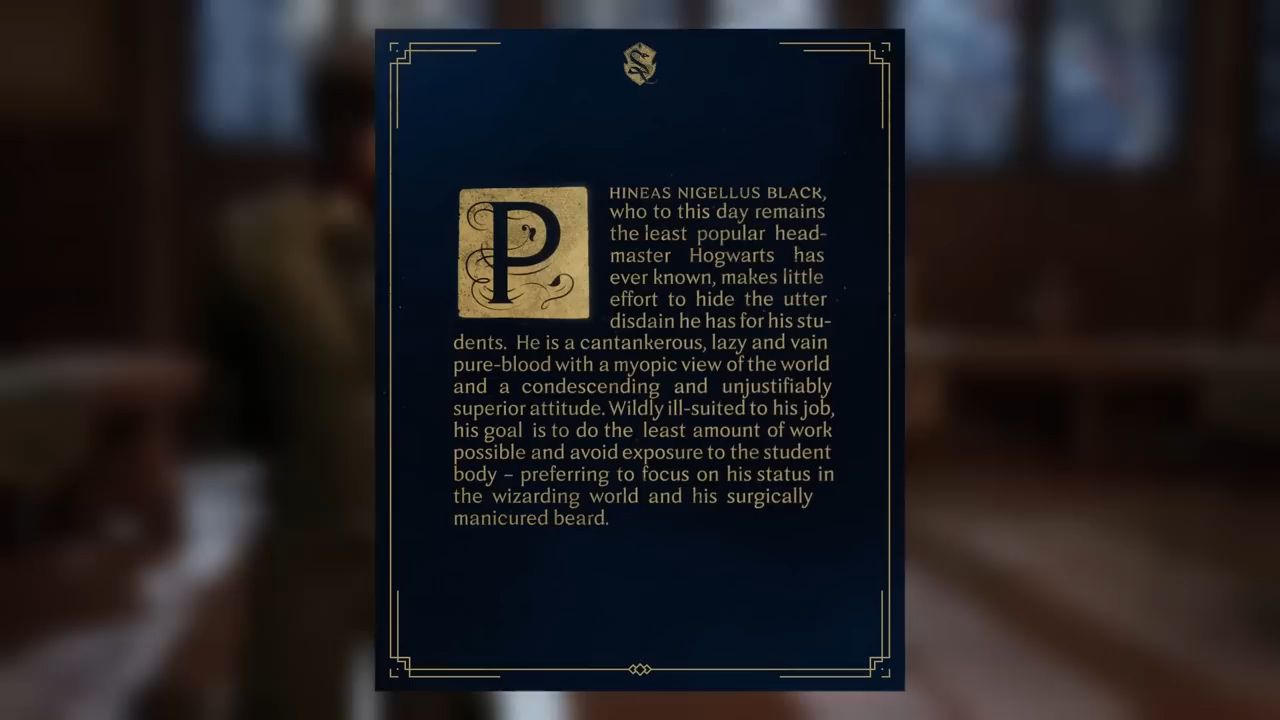 PHINEAS NIGELLUS BLACK,
who to this day remains
the least popular head-
master Hogwarts has
ever known, makes little
effort to hide the utter
disdain he has for his stu-
dents. He is a cantankerous, lazy and vain
pure-blood with a myopic view of the world
and a condescending and unjustifiably
superior attitude. Wildly ill-suited to his job,
his goal is to do the least amount of work
possible and avoid exposure to the student
body – preferring to focus on his status in
the wizarding world and his surgically
manicured beard.